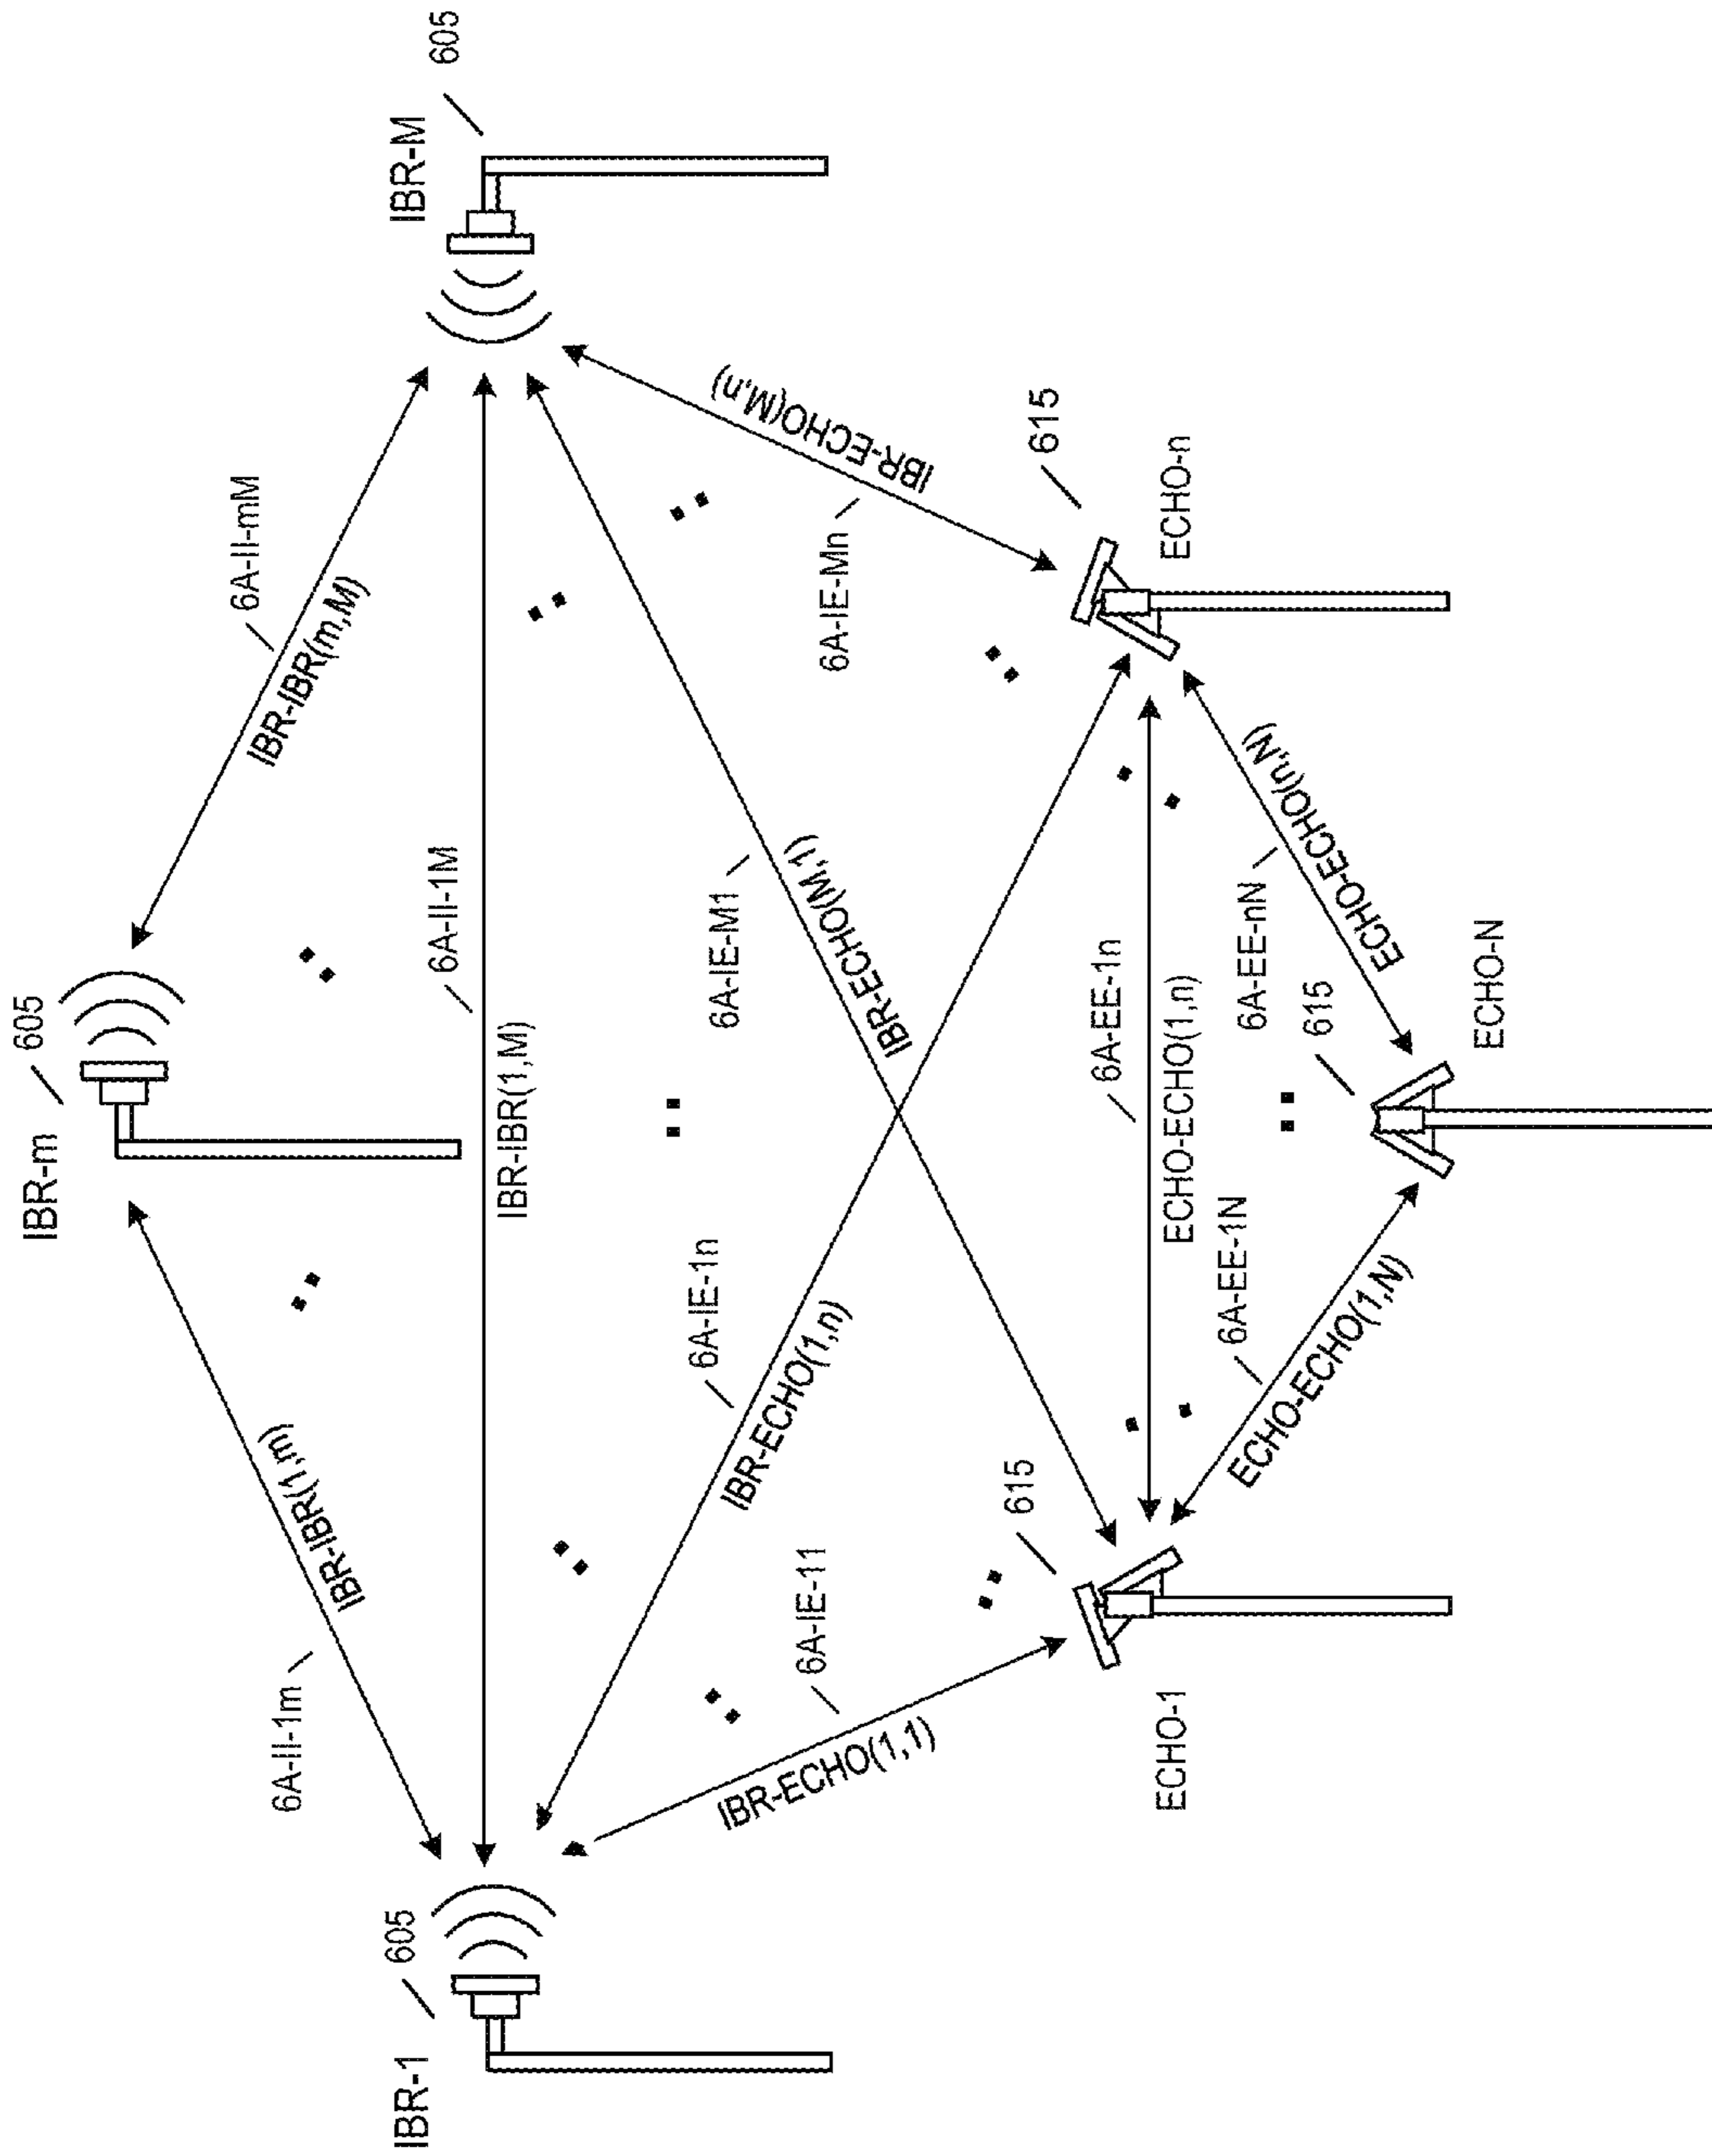 IBR-m
605
IBR-1
605
IBR-M
605
6A-II-1m
IBR-IBR(1,m)
6A-II-mM
IBR-IBR(m,M)
6A-II-1M
IBR-IBR(1,M)
6A-IE-1n
IBR-ECHO(1,n)
6A-IE-M1
IBR-ECHO(M,1)
6A-IE-11
IBR-ECHO(1,1)
6A-IE-Mn
IBR-ECHO(M,n)
615
ECHO-1
615
ECHO-n
6A-EE-1n
ECHO-ECHO(1,n)
6A-EE-1N
ECHO-ECHO(1,N)
6A-EE-nN
ECHO-ECHO(n,N)
615
ECHO-N